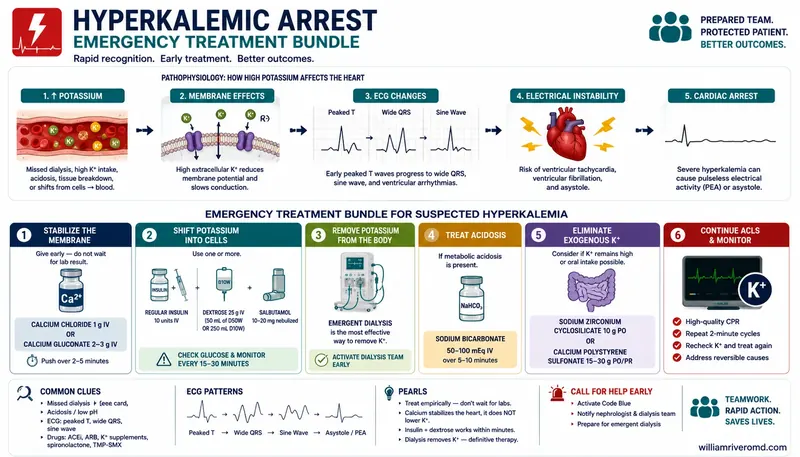 HYPERKALEMIC ARREST
EMERGENCY TREATMENT BUNDLE
Rapid recognition. Early treatment. Better outcomes.
PREPARED TEAM.
PROTECTED PATIENT.
BETTER OUTCOMES.
PATHOPHYSIOLOGY: HOW HIGH POTASSIUM AFFECTS THE HEART
1. ↑ POTASSIUM
K+
Missed dialysis, high K+ intake,
acidosis, tissue breakdown,
or shifts from cells → blood.
2. MEMBRANE EFFECTS
K+
K+
High extracellular K+ reduces
membrane potential and
slows conduction.
3. ECG CHANGES
Peaked T
Wide QRS
Sine Wave
Early peaked T waves progress to wide QRS,
sine wave, and ventricular arrhythmias.
4. ELECTRICAL INSTABILITY
Risk of ventricular tachycardia,
ventricular fibrillation,
and asystole.
5. CARDIAC ARREST
Severe hyperkalemia can
cause pulseless electrical
activity (PEA) or asystole.
EMERGENCY TREATMENT BUNDLE FOR SUSPECTED HYPERKALEMIA
1 STABILIZE THE
MEMBRANE
Give early — do not wait
for lab result.
Ca²⁺
CALCIUM CHLORIDE 1 g IV
OR
CALCIUM GLUCONATE 2–3 g IV
Push over 2–5 minutes
2 SHIFT POTASSIUM
INTO CELLS
Use one or more.
INSULIN
D10W
REGULAR INSULIN
10 units IV
DEXTROSE 25 g IV
(50 mL of D50W
OR 250 mL D10W)
SALBUTAMOL
10–20 mg nebulized
CHECK GLUCOSE & MONITOR
EVERY 15–30 MINUTES
3 REMOVE POTASSIUM
FROM THE BODY
EMERGENT DIALYSIS
is the most effective
way to remove K+.
ACTIVATE DIALYSIS TEAM
EARLY
4 TREAT ACIDOSIS
If metabolic acidosis
is present.
NaHCO₃
SODIUM BICARBONATE
50–100 mEq IV
over 5–10 minutes
5 ELIMINATE
EXOGENOUS K+
Consider if K+ remains high
or oral intake possible.
SODIUM ZIRCONIUM
CYCLOSILICATE 10 g PO
OR
CALCIUM POLYSTYRENE
SULFONATE 15–30 g PO/PR
6 CONTINUE ACLS
& MONITOR
K+
High-quality CPR
Repeat 2-minute cycles
Recheck K+ and treat again
Address reversible causes
COMMON CLUES
• Missed dialysis card,
• Acidosis / low pH
• ECG: peaked T, wide QRS,
sine wave
• Drugs: ACEi, ARB, K+ supplements,
spironolactone, TMP-SMX
ECG PATTERNS
Peaked T → Wide QRS → Sine Wave → Asystole / PEA
PEARLS
• Treat empirically — don't wait for labs.
• Calcium stabilizes the heart, it does NOT
lower K+.
• Insulin + dextrose works within minutes.
• Dialysis removes K+ — definitive therapy.
CALL FOR HELP EARLY
• Activate Code Blue
• Notify nephrologist & dialysis team
• Prepare for emergent dialysis
TEAMWORK.
RAPID ACTION.
SAVES LIVES.
williamriveromd.com